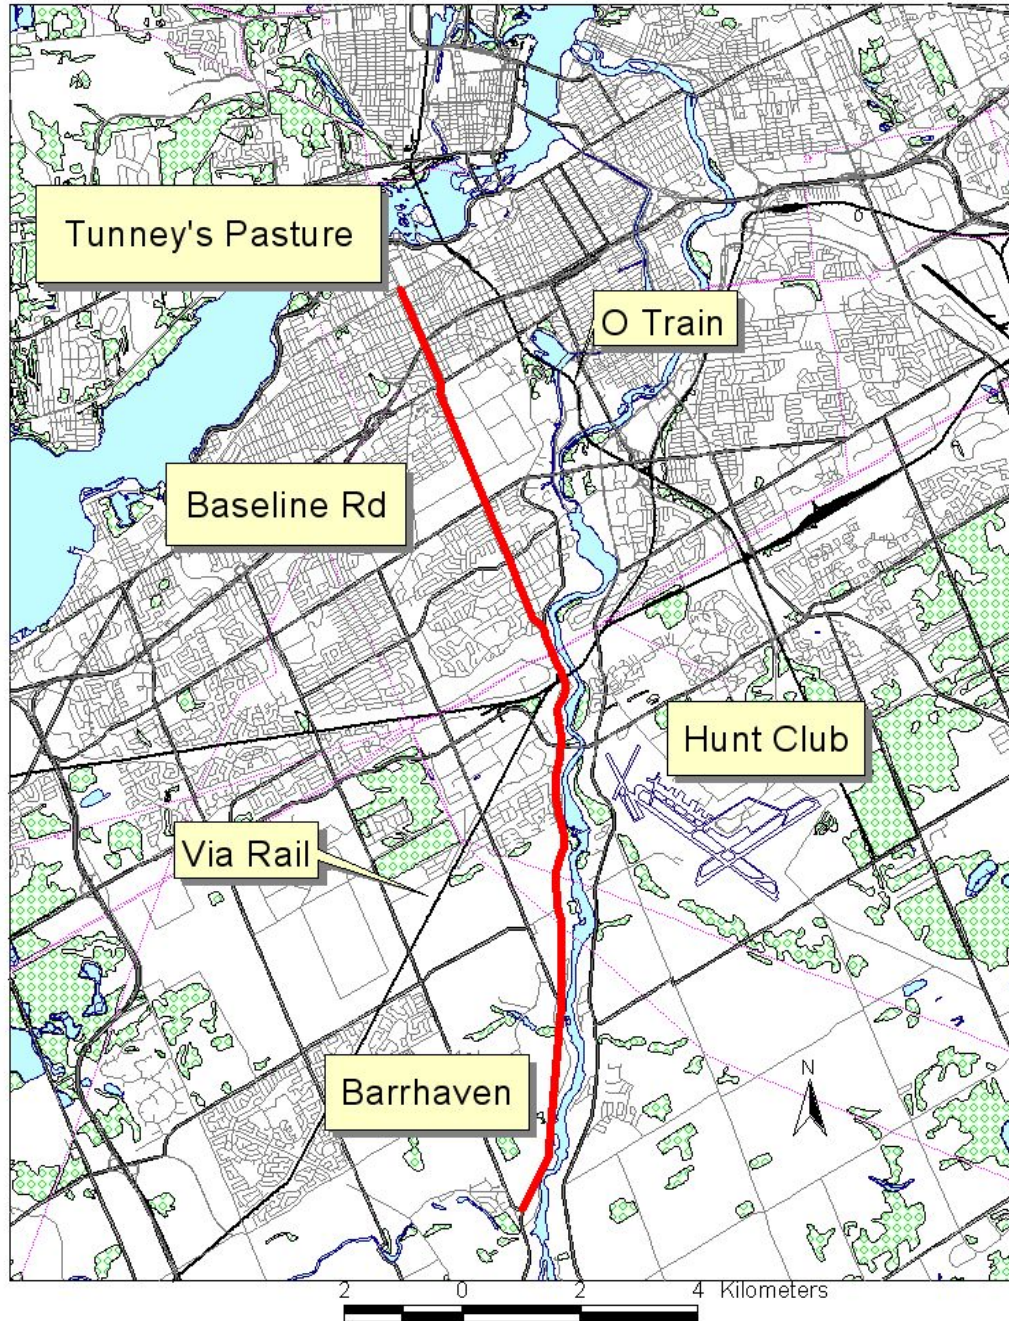 Tunney's Pasture
O Train
Baseline Rd
Hunt Club
Via Rail
Barrhaven
N
2 0 2 4 Kilometers